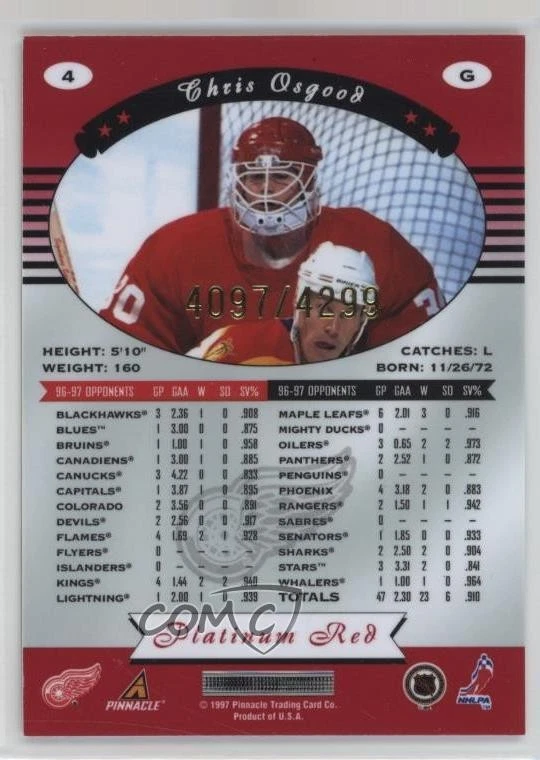 4
G
Chris Osgood
4097/4299
HEIGHT: 5'10"
WEIGHT: 160
CATCHES: L
BORN: 11/26/72
96-97 OPPONENTS GP GAA W SO SV%
BLACKHAWKS® 3 2.36 1 0 .908
BLUES™ 1 3.00 0 0 .875
BRUINS® 1 1.00 1 0 .958
CANADIENS® 1 3.00 1 0 .885
CANUCKS® 3 4.22 0 0 .833
CAPITALS® 1 3.87 0 0 .895
COLORADO 2 3.56 0 0 .891
DEVILS® 2 2.56 0 0 .917
FLAMES® 4 1.69 2 1 .928
FLYERS® 0 – – – –
ISLANDERS® 0 – – – –
KINGS® 4 1.44 2 2 .940
LIGHTNING® 1 2.00 1 .939
96-97 OPPONENTS GP GAA W SO SV%
MAPLE LEAFS® 6 2.01 3 0 .916
MIGHTY DUCKS® 0 – – – –
OILERS® 3 0.65 2 2 .973
PANTHERS® 2 2.52 1 0 .872
PENGUINS® 0 – – – –
PHOENIX 4 3.18 2 0 .883
RANGERS® 2 1.50 1 1 .942
SABRES® 0 – – – –
SENATORS® 1 1.85 0 0 .933
SHARKS® 2 2.50 2 0 .904
STARS™ 3 3.31 2 0 .841
WHALERS® 1 1.00 1 0 .964
TOTALS 47 2.30 23 6 .910
COMC
Platinum Red
PINNACLE
NHLPA
© 1997 Pinnacle Trading Card Co.
Product of U.S.A.